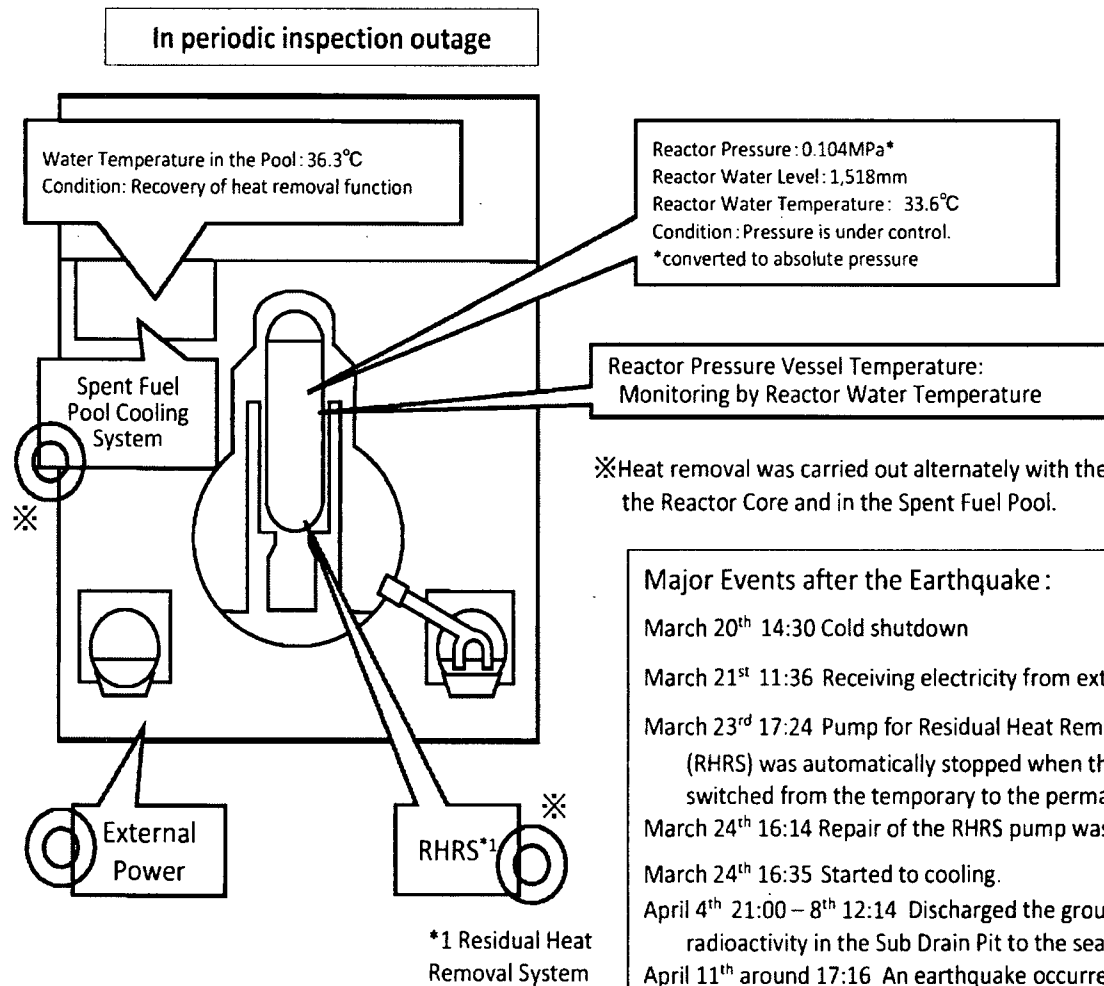 In periodic inspection outage
Water Temperature in the Pool: 36.3℃
Condition: Recovery of heat removal function
Reactor Pressure: 0.104MPa*
Reactor Water Level: 1,518mm
Reactor Water Temperature: 33.6℃
Condition: Pressure is under control.
*converted to absolute pressure
Spent Fuel
Pool Cooling
System
※
Reactor Pressure Vessel Temperature:
Monitoring by Reactor Water Temperature
※Heat removal was carried out alternately with the
the Reactor Core and in the Spent Fuel Pool.
External
Power
RHRS*1
※
*1 Residual Heat
Removal System
Major Events after the Earthquake:
March 20th 14:30 Cold shutdown
March 21st 11:36 Receiving electricity from ext
March 23rd 17:24 Pump for Residual Heat Rem
(RHRS) was automatically stopped when th
switched from the temporary to the perma
March 24th 16:14 Repair of the RHRS pump was
March 24th 16:35 Started to cooling.
April 4th 21:00 – 8th 12:14 Discharged the grou
radioactivity in the Sub Drain Pit to the sea
April 11th around 17:16 An earthquake occurre